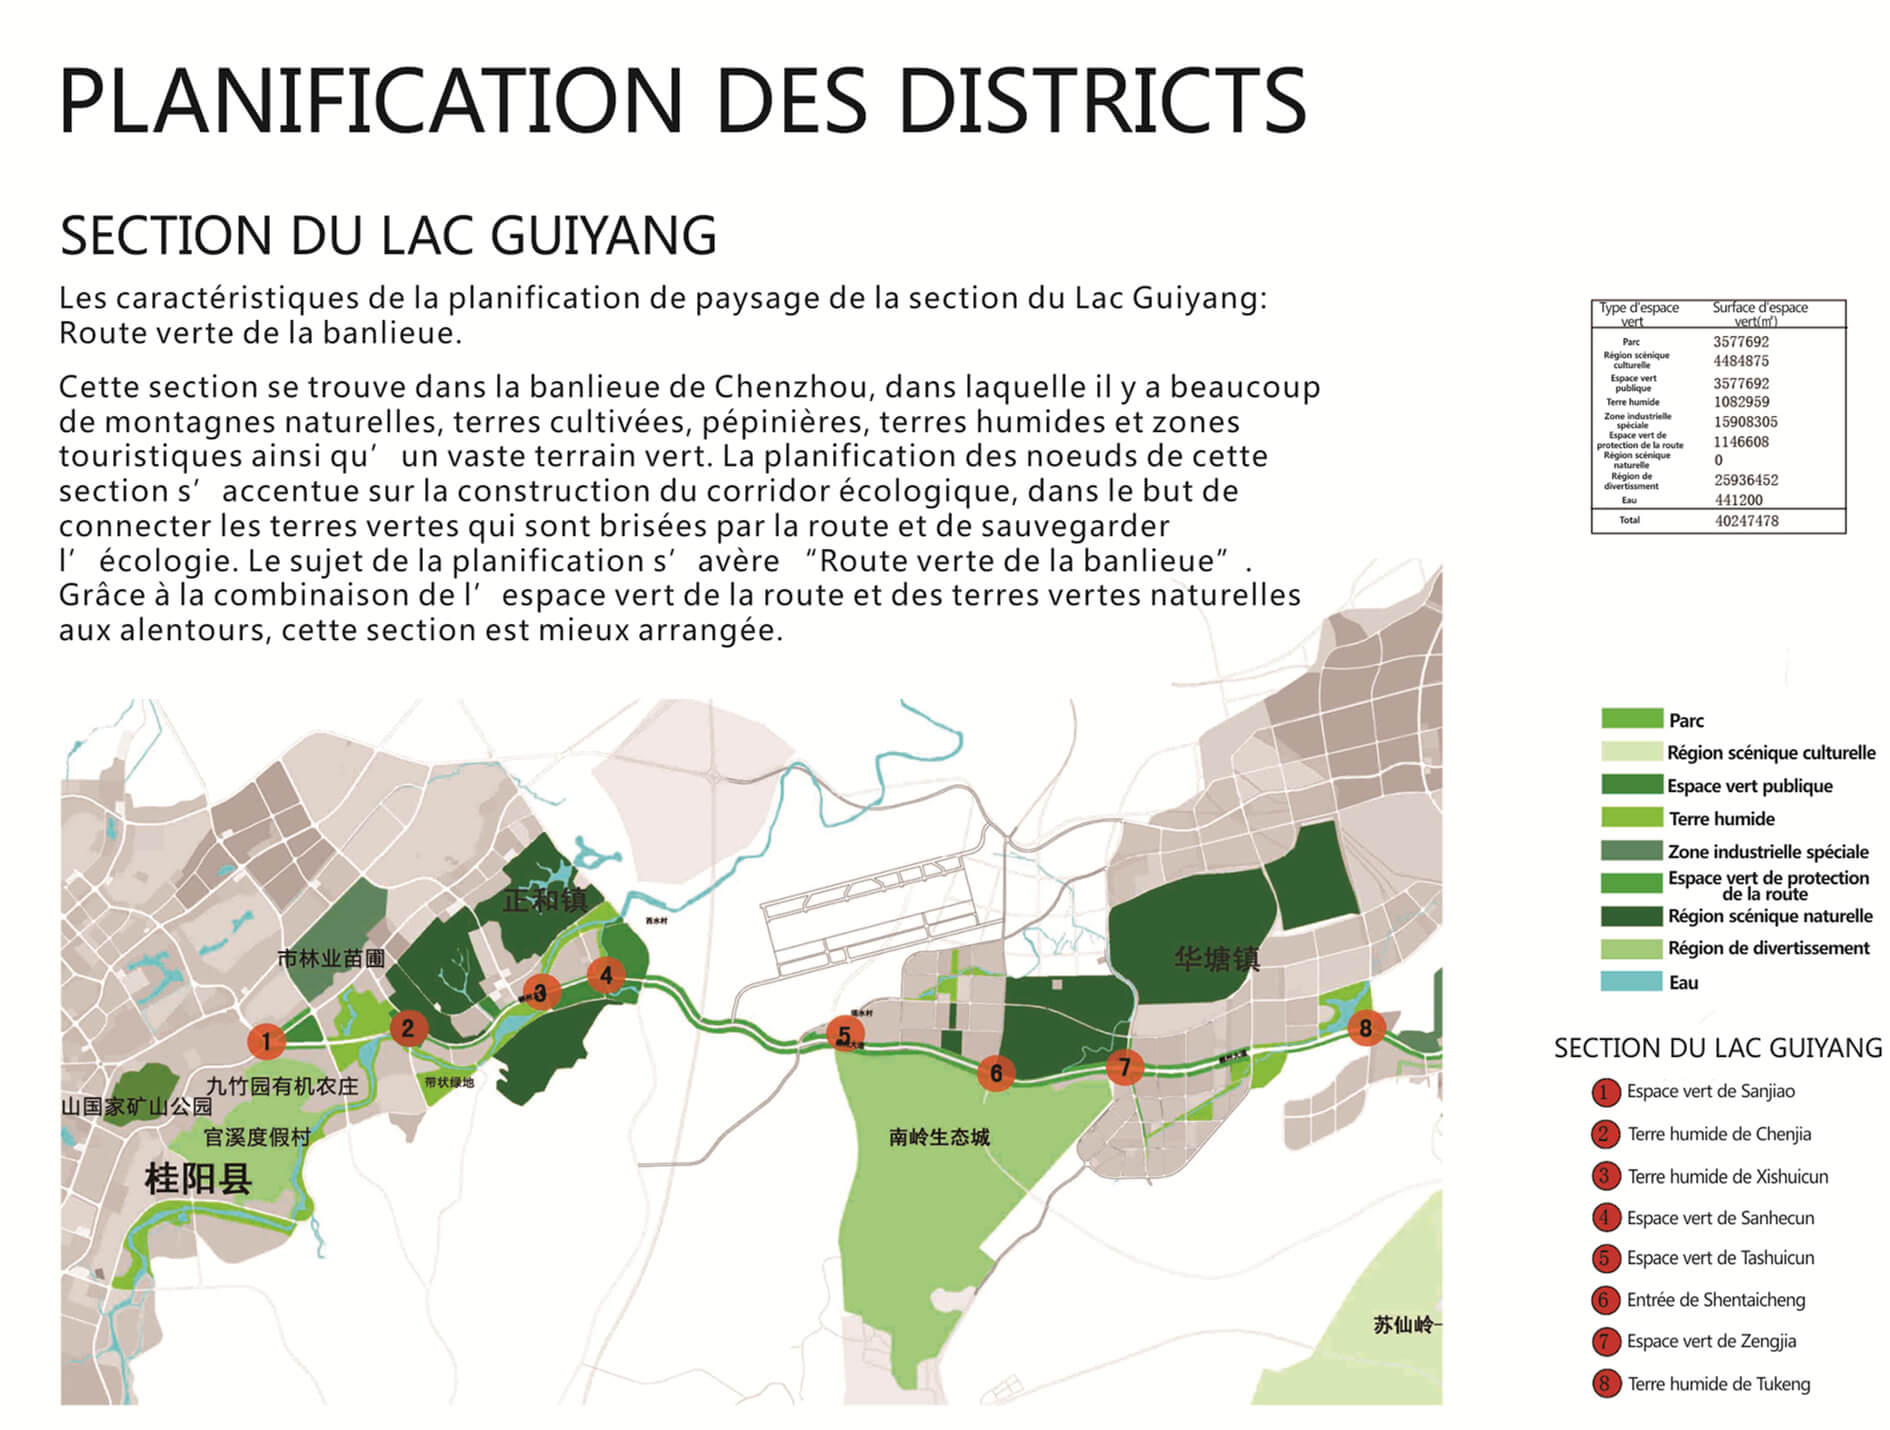 PLANIFICATION DES DISTRICTS
SECTION DU LAC GUIYANG
Les caractéristiques de la planification de paysage de la section du Lac Guiyang:
Route verte de la banlieue.
Cette section se trouve dans la banlieue de Chenzhou, dans laquelle il y a beaucoup
de montagnes naturelles, terres cultivées, pépinières, terres humides et zones
touristiques ainsi qu’ un vaste terrain vert. La planification des noeuds de cette
section s’ accentue sur la construction du corridor écologique, dans le but de
connecter les terres vertes qui sont brisées par la route et de sauvegarder
l’ écologie. Le sujet de la planification s’ avère “Route verte de la banlieue”.
Grâce à la combinaison de l’ espace vert de la route et des terres vertes naturelles
aux alentours, cette section est mieux arrangée.
Type d'espace vert Surface d'espace vert(㎡)
Parc 3577692
Région scénique culturelle 4484875
Espace vert publique 3577692
Terre humide 1082959
Zone industrielle spéciale 15908305
Espace vert de protection de la route 1146608
Région scénique naturelle 0
Région de divertissment 25936452
Eau 441200
Total 40247478
Parc
Région scénique culturelle
Espace vert publique
Terre humide
Zone industrielle spéciale
Espace vert de protection
de la route
Région scénique naturelle
Région de divertissement
Eau
SECTION DU LAC GUIYANG
1 Espace vert de Sanjiao
2 Terre humide de Chenjia
3 Terre humide de Xishuicun
4 Espace vert de Sanhecun
5 Espace vert de Tashuicun
6 Entrée de Shentaicheng
7 Espace vert de Zengjia
8 Terre humide de Tukeng
正和镇
西水村
市林业苗圃
华塘镇
1
2
3
4
5
6
7
8
九竹园有机农庄
带状绿地
山国家矿山公园
官溪度假村
南岭生态城
桂阳县
苏仙岭-